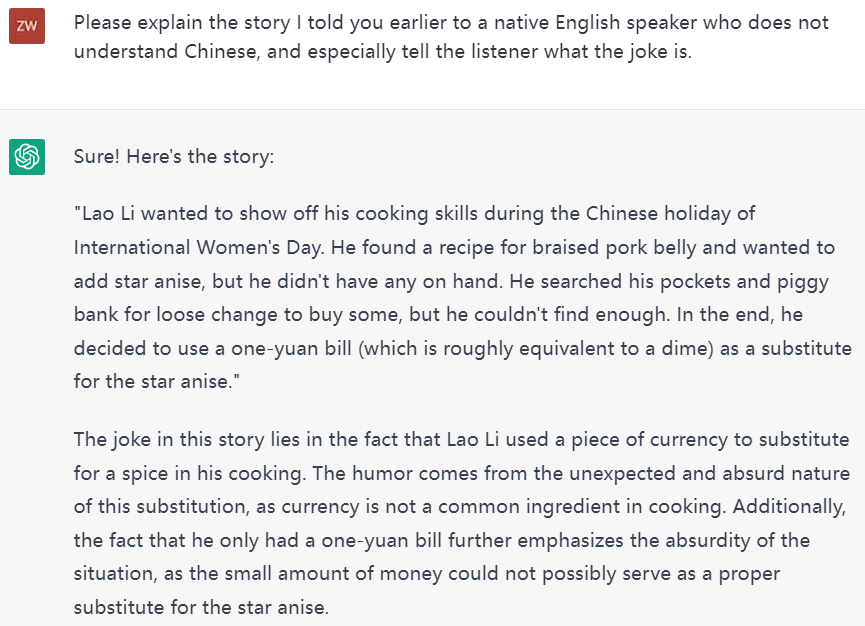 ZW
Please explain the story I told you earlier to a native English speaker who does not
understand Chinese, and especially tell the listener what the joke is.
Sure! Here's the story:
"Lao Li wanted to show off his cooking skills during the Chinese holiday of
International Women's Day. He found a recipe for braised pork belly and wanted to
add star anise, but he didn't have any on hand. He searched his pockets and piggy
bank for loose change to buy some, but he couldn't find enough. In the end, he
decided to use a one-yuan bill (which is roughly equivalent to a dime) as a substitute
for the star anise."
The joke in this story lies in the fact that Lao Li used a piece of currency to substitute
for a spice in his cooking. The humor comes from the unexpected and absurd nature
of this substitution, as currency is not a common ingredient in cooking. Additionally,
the fact that he only had a one-yuan bill further emphasizes the absurdity of the
situation, as the small amount of money could not possibly serve as a proper
substitute for the star anise.